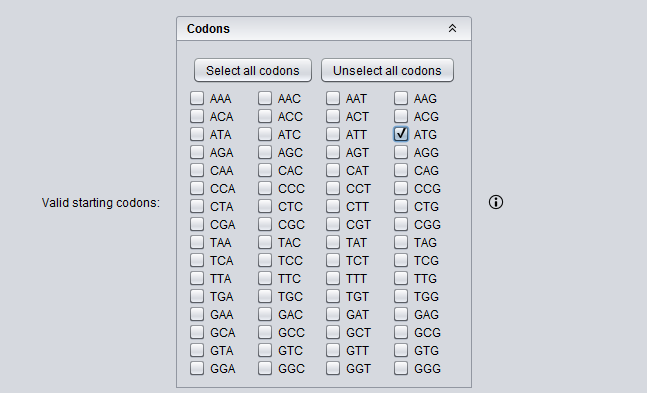 Codons
Select all codons Unselect all codons
AAA AAC AAT AAG
ACA ACC ACT ACG
ATA ATC ATT ATG
AGA AGC AGT AGG
CAA CAC CAT CAG
CCA CCC CCT CCG
Valid starting codons: CTA CTC CTT CTG
CGA CGC CGT CGG
TAA TAC TAT TAG
TCA TCC TCT TCG
TTA TTC TTT TTG
TGA TGC TGT TGG
GAA GAC GAT GAG
GCA GCC GCT GCG
GTA GTC GTT GTG
GGA GGC GGT GGG